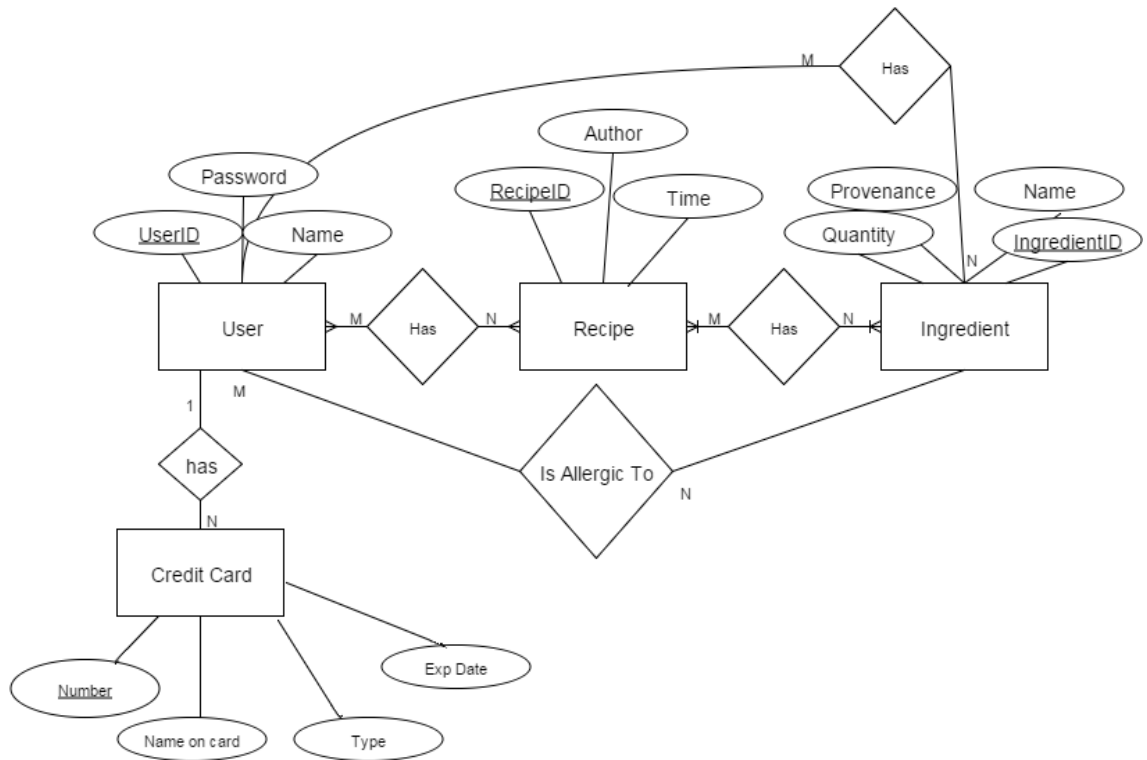 M
Has
Author
Password
RecipeID
Provenance
Name
Time
UserID
Name
Quantity
IngredientID
N
User
M
Has
N
Recipe
M
Has
N
Ingredient
M
1
has
Is Allergic To
N
N
Credit Card
Exp Date
Number
Name on card
Type